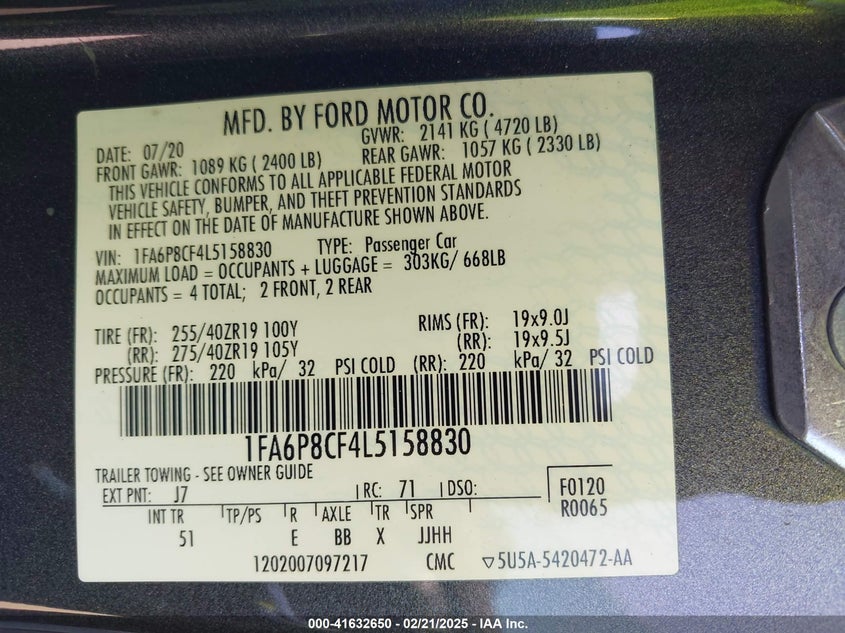 MFD. BY FORD MOTOR CO.
DATE: 07/20 GVWR: 2141 KG ( 4720 LB)
FRONT GAWR: 1089 KG ( 2400 LB) REAR GAWR: 1057 KG ( 2330 LB)
THIS VEHICLE CONFORMS TO ALL APPLICABLE FEDERAL MOTOR
VEHICLE SAFETY, BUMPER, AND THEFT PREVENTION STANDARDS
IN EFFECT ON THE DATE OF MANUFACTURE SHOWN ABOVE.
VIN: 1FA6P8CF4L5158830 TYPE: Passenger Car
MAXIMUM LOAD = OCCUPANTS + LUGGAGE = 303KG/ 668LB
OCCUPANTS = 4 TOTAL; 2 FRONT, 2 REAR
TIRE (FR): 255/40ZR19 100Y RIMS (FR): 19x9.0J
(RR): 275/40ZR19 105Y (RR): 19x9.5J
PRESSURE (FR): 220 kPa/ 32 PSI COLD (RR): 220 kPa/ 32 PSI COLD
1FA6P8CF4L5158830
TRAILER TOWING - SEE OWNER GUIDE
EXT PNT: J7 RC: 71 DSO: F0120
R0065
INT TR TP/PS R AXLE TR SPR
51 E BB X JJHH
1202007097217 CMC 5U5A-5420472-AA
000-41632650 - 02/21/2025 - IAA Inc.